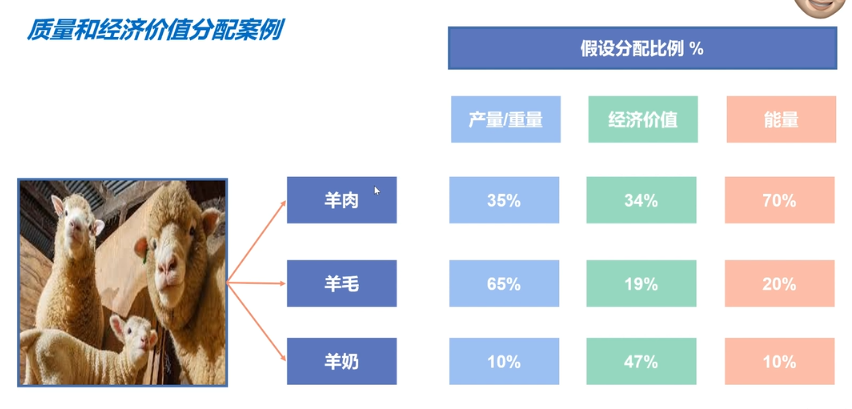 质量和经济价值分配案例
假设分配比例 %
产量/重量 经济价值 能量
羊肉 35% 34% 70%
羊毛 65% 19% 20%
羊奶 10% 47% 10%